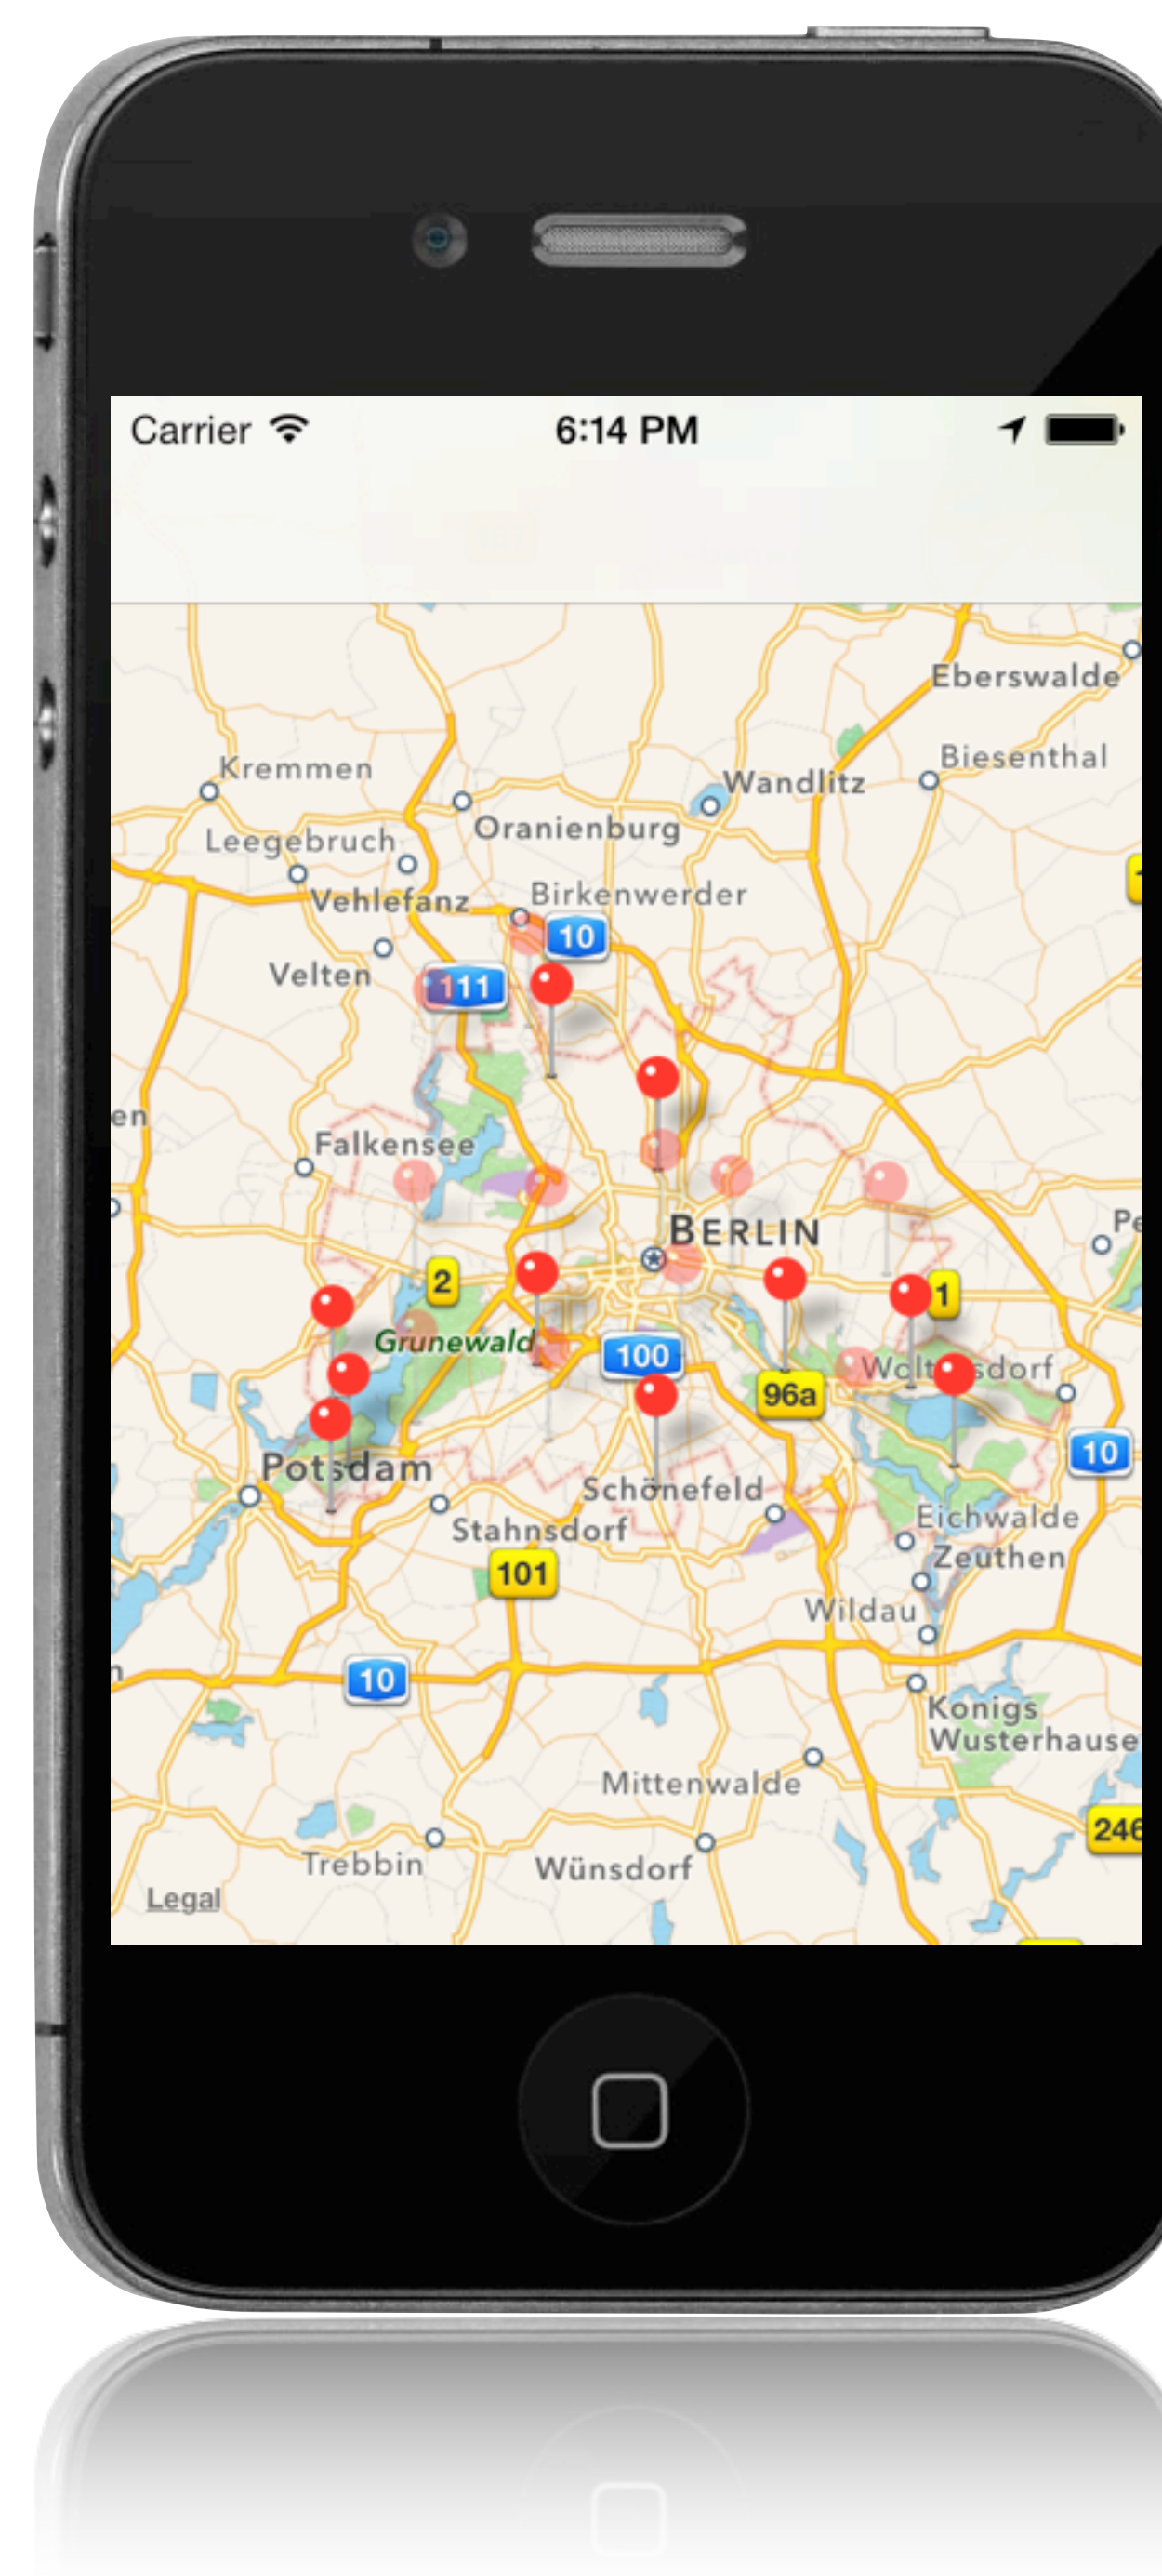 Carrier 6:14 PM
Eberswalde
Biesenthal
Kremmen
Wandlitz
Oranienburg
Leegebruch
Birkenwerder
Vehlefanz
10
Velten
111
en
Falkensee
Pe
BERLIN
2
1
Grunewald
100
96a
10
Potsdam
Schönefeld
Eichwalde
Stahnsdorf
Zeuthen
101
Wildau
10
Konigs
Wusterhause
Mittenwalde
246
Trebbin
Wünsdorf
Legal